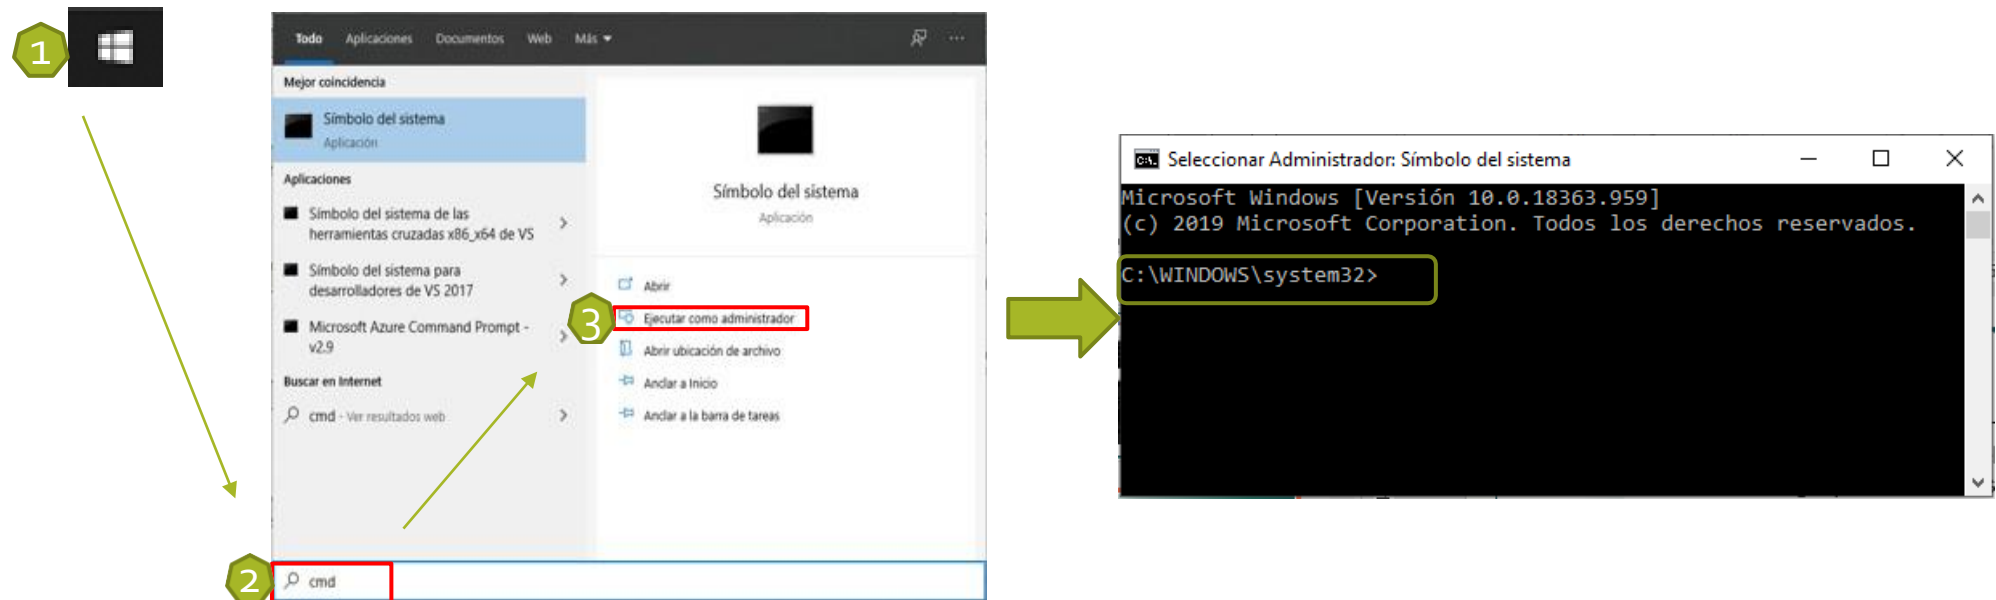 1
Todo Aplicaciones Documentos Web Más
Mejor coincidencia
Símbolo del sistema
Aplicación
Aplicaciones
Símbolo del sistema de las
herramientas cruzadas x86_x64 de VS
Símbolo del sistema para
desarrolladores de VS 2017
Microsoft Azure Command Prompt -
v2.9
Buscar en Internet
cmd - Ver resultados web
2
cmd
Símbolo del sistema
Aplicación
Abrir
3
Ejecutar como administrador
Abrir ubicación de archivo
Anclar a Inicio
Anclar a la barra de tareas
C:\. Seleccionar Administrador: Símbolo del sistema
Microsoft Windows [Versión 10.0.18363.959]
(c) 2019 Microsoft Corporation. Todos los derechos reservados.
C:\WINDOWS\system32>